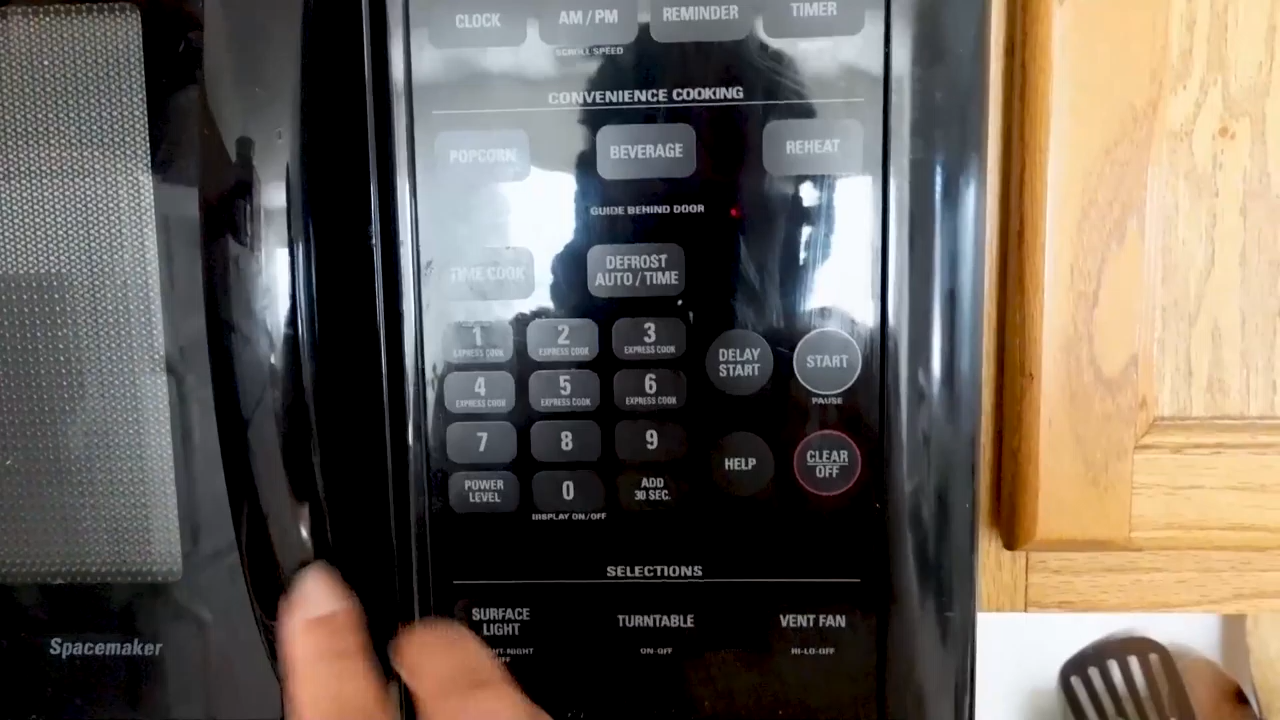 CLOCK AM / PM REMINDER TIMER
SCROLL SPEED
CONVENIENCE COOKING
POPCORN BEVERAGE REHEAT
GUIDE BEHIND DOOR
TIME COOK DEFROST
AUTO / TIME
1 2 3
EXPRESS COOK EXPRESS COOK EXPRESS COOK
DELAY
START
START
PAUSE
4 5 6
EXPRESS COOK EXPRESS COOK EXPRESS COOK
7 8 9
HELP
CLEAR
OFF
POWER
LEVEL
0
ADD
30 SEC.
DISPLAY ON/OFF
SELECTIONS
SURFACE
LIGHT
TURNTABLE
VENT FAN
ON-OFF
HI-LO-OFF
Spacemaker